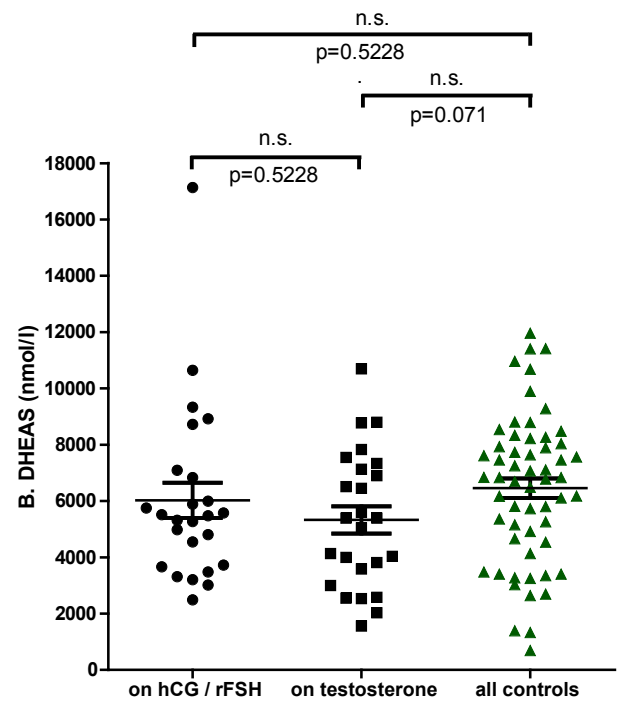 n.s.
p=0.5228
n.s.
p=0.071
n.s.
p=0.5228
18000
16000
14000
12000
10000
8000
6000
4000
2000
0
B. DHEAS (nmol/l)
on hCG / rFSH
on testosterone
all controls